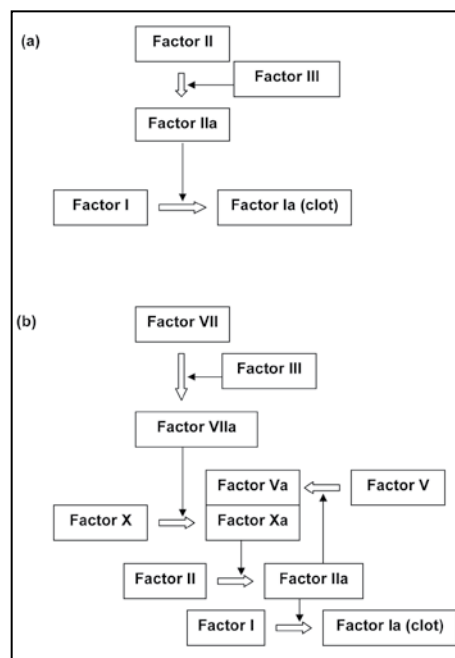 (a)
Factor II
Factor III
Factor IIa
Factor I
Factor Ia (clot)
(b)
Factor VII
Factor III
Factor VIIa
Factor Va
Factor V
Factor X
Factor Xa
Factor II
Factor IIa
Factor I
Factor Ia (clot)